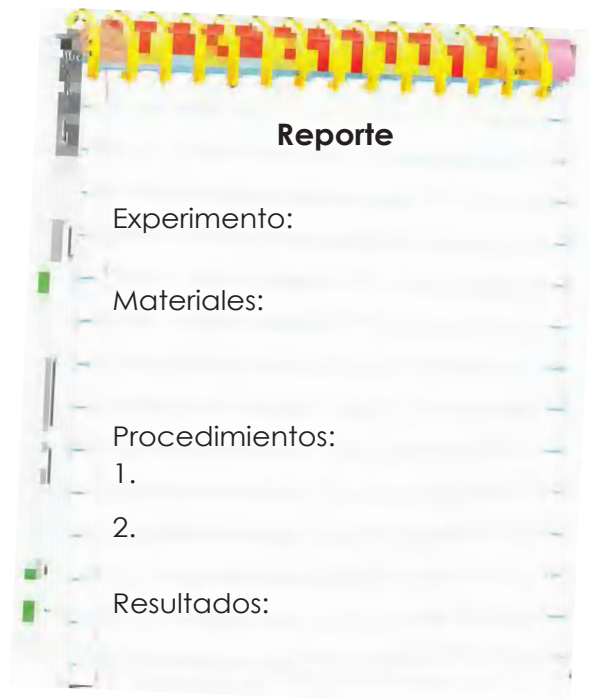 Reporte
Experimento:
Materiales:
Procedimientos:
1.
2.
Resultados: